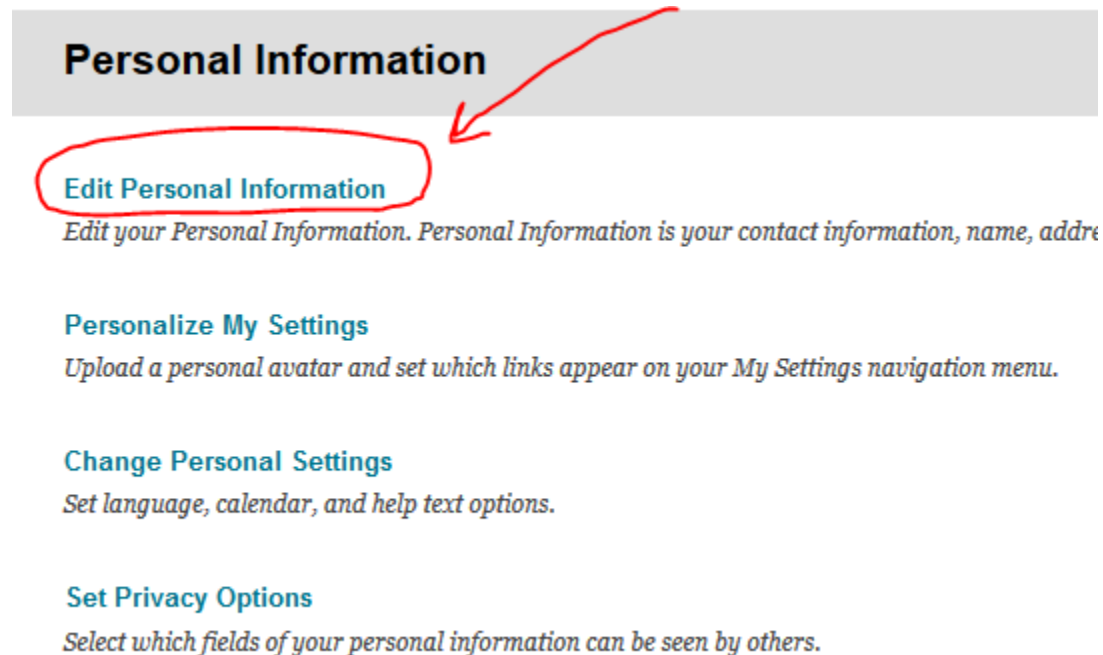 Personal Information
Edit Personal Information
Edit your Personal Information. Personal Information is your contact information, name,
Personalize My Settings
Upload a personal avatar and set which links appear on your My Settings navigation menu.
Change Personal Settings
Set language, calendar, and help text options.
Set Privacy Options
Select which fields of your personal information can be seen by others.